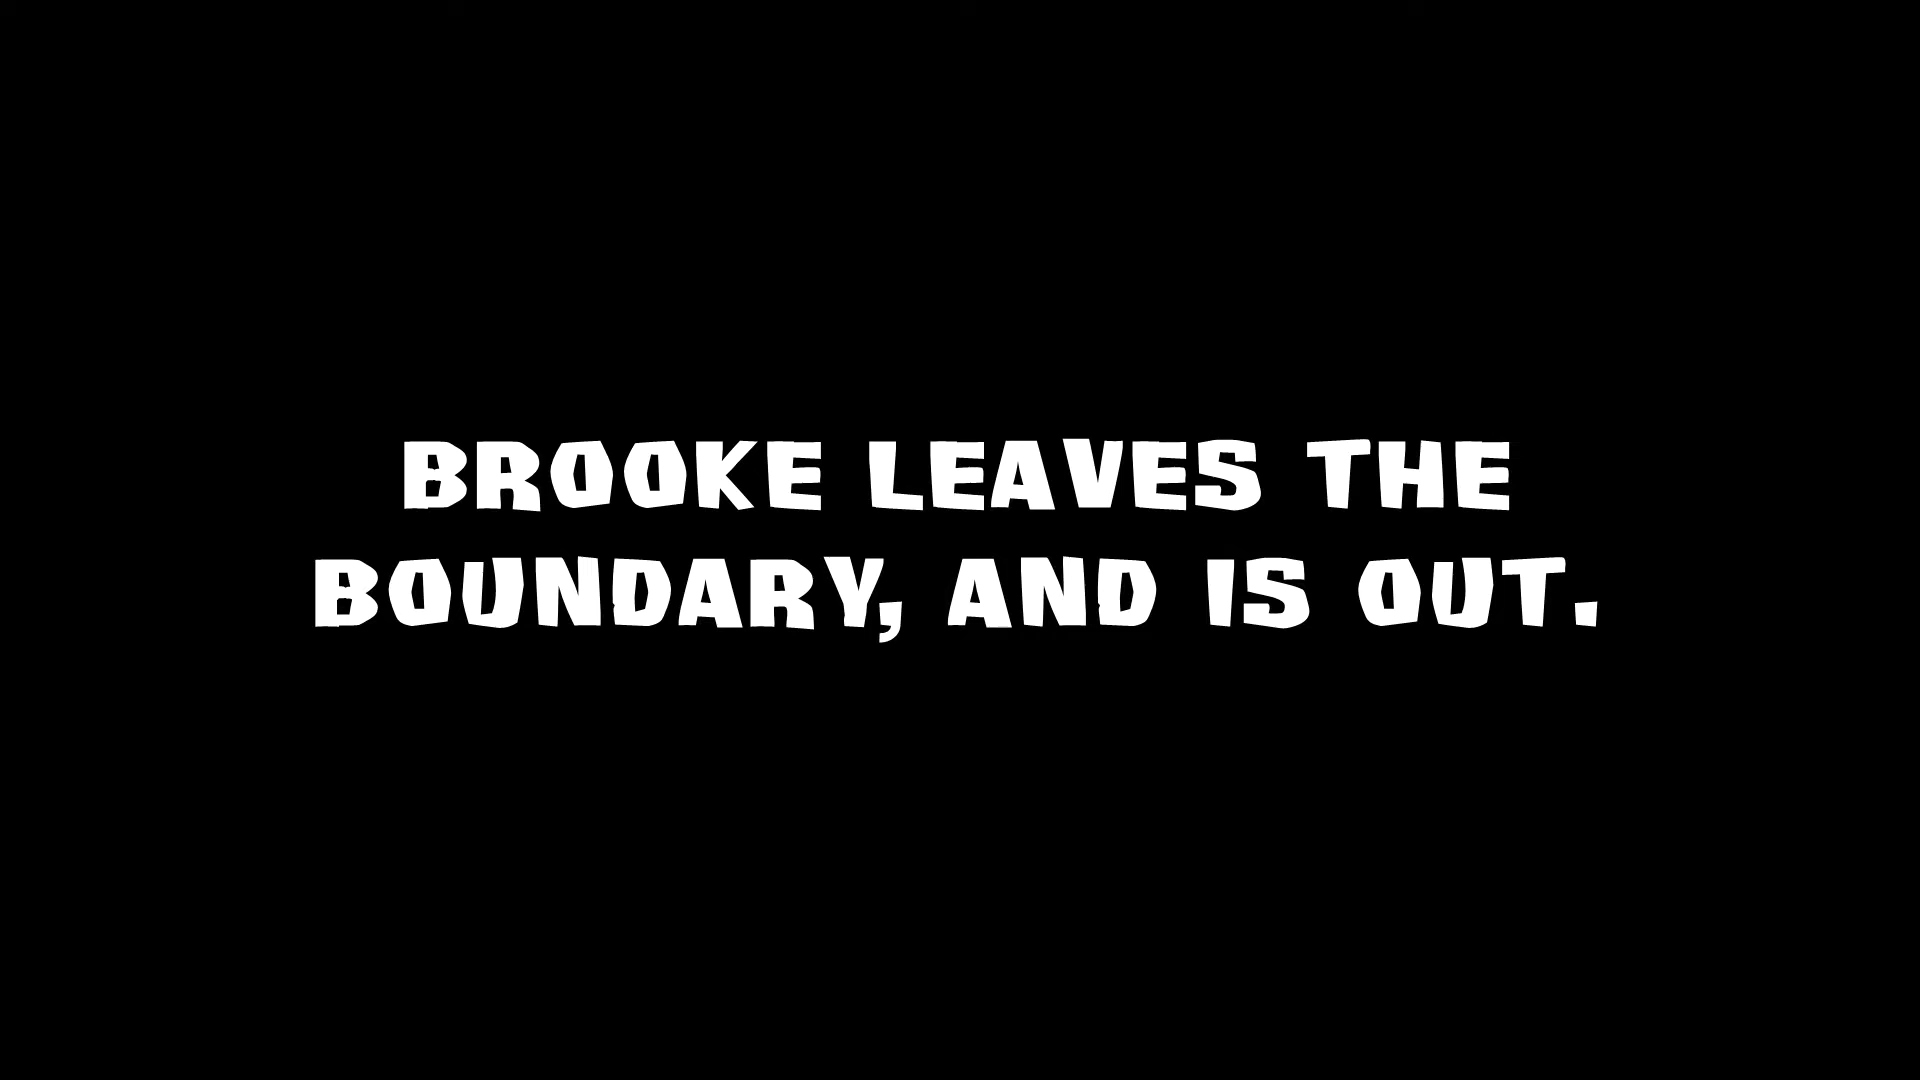 BROOKE LEAVES THE
BOUNDARY, AND IS OUT.